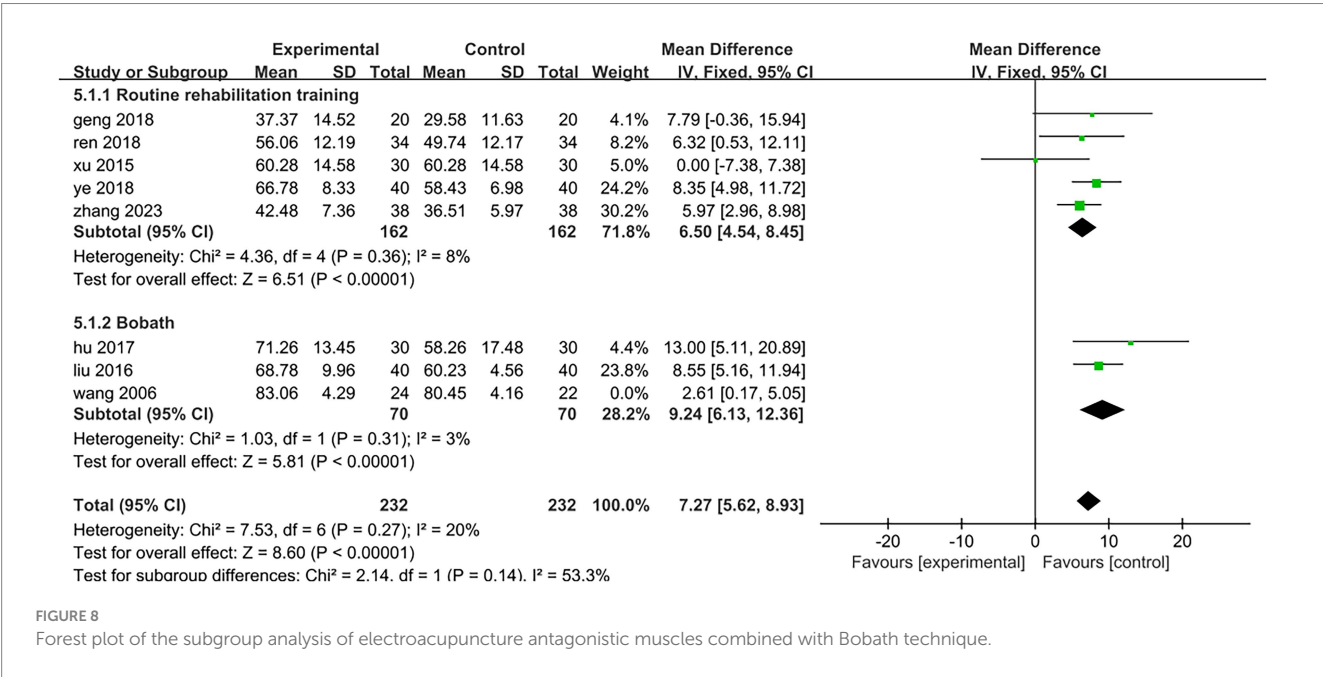 Experimental Control Mean Difference Mean Difference
Study or Subgroup Mean SD Total Mean SD Total Weight IV, Fixed, 95% CI IV, Fixed, 95% CI
5.1.1 Routine rehabilitation training
geng 2018 37.37 14.52 20 29.58 11.63 20 4.1% 7.79 [-0.36, 15.94]
ren 2018 56.06 12.19 34 49.74 12.17 34 8.2% 6.32 [0.53, 12.11]
xu 2015 60.28 14.58 30 60.28 14.58 30 5.0% 0.00 [-7.38, 7.38]
ye 2018 66.78 8.33 40 58.43 6.98 40 24.2% 8.35 [4.98, 11.72]
zhang 2023 42.48 7.36 38 36.51 5.97 38 30.2% 5.97 [2.96, 8.98]
Subtotal (95% CI) 162 162 71.8% 6.50 [4.54, 8.45]
Heterogeneity: Chi² = 4.36, df = 4 (P = 0.36); I² = 8%
Test for overall effect: Z = 6.51 (P < 0.00001)
5.1.2 Bobath
hu 2017 71.26 13.45 30 58.26 17.48 30 4.4% 13.00 [5.11, 20.89]
liu 2016 68.78 9.96 40 60.23 4.56 40 23.8% 8.55 [5.16, 11.94]
wang 2006 83.06 4.29 24 80.45 4.16 22 0.0% 2.61 [0.17, 5.05]
Subtotal (95% CI) 70 70 28.2% 9.24 [6.13, 12.36]
Heterogeneity: Chi² = 1.03, df = 1 (P = 0.31); I² = 3%
Test for overall effect: Z = 5.81 (P < 0.00001)
Total (95% CI) 232 232 100.0% 7.27 [5.62, 8.93]
Heterogeneity: Chi² = 7.53, df = 6 (P = 0.27); I² = 20%
Test for overall effect: Z = 8.60 (P < 0.00001)
Test for subgroup differences: Chi² = 2.14. df = 1 (P = 0.14). I² = 53.3%
-20 -10 0 10 20
Favours [experimental] Favours [control]
FIGURE 8
Forest plot of the subgroup analysis of electroacupuncture antagonistic muscles combined with Bobath technique.